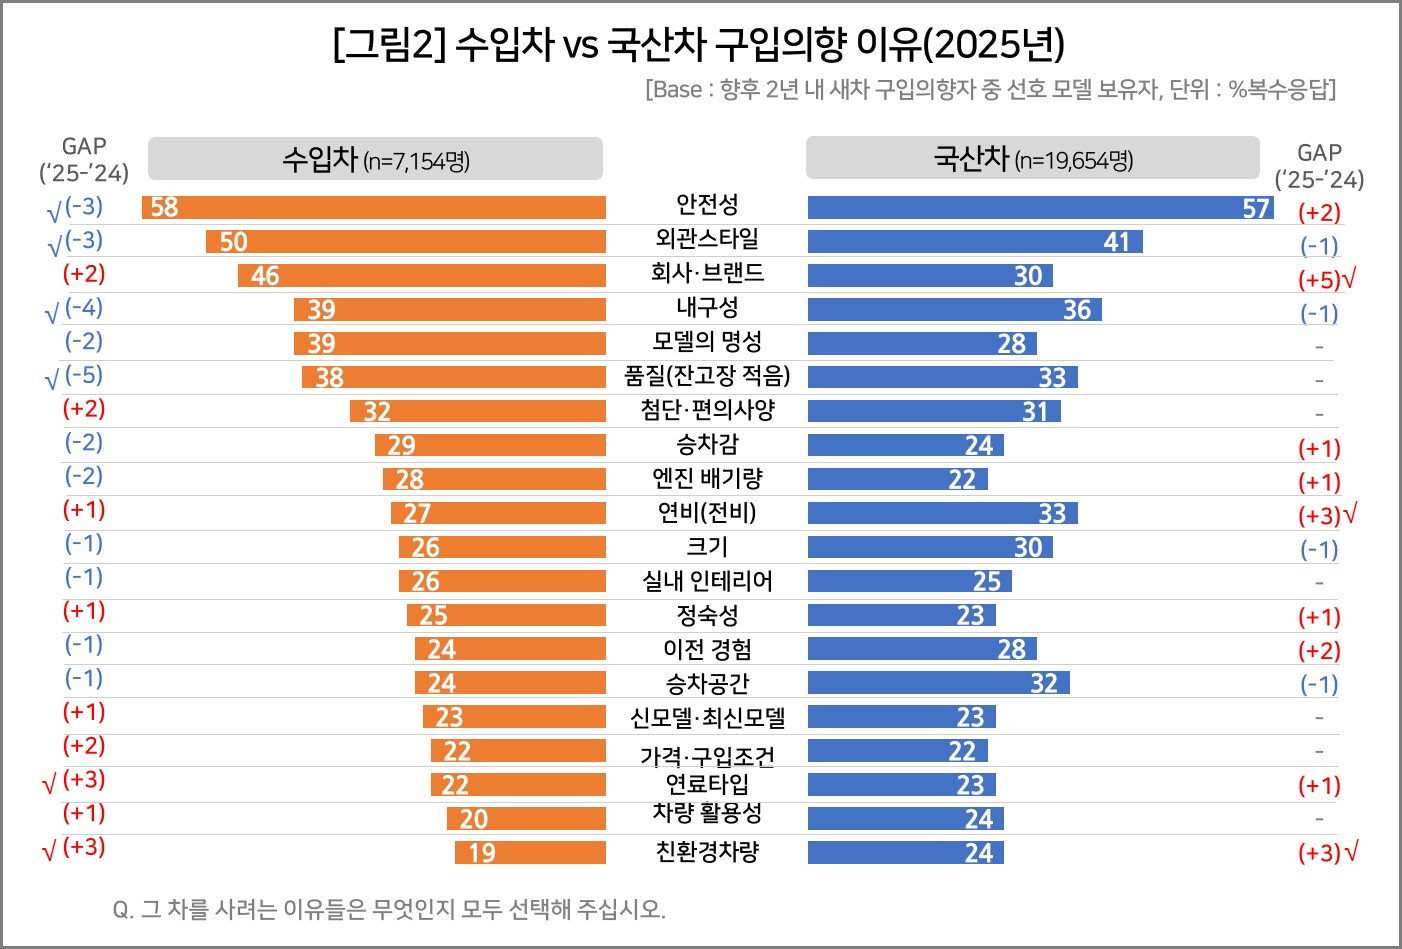 [그림2] 수입차 vs 국산차 구입의향 이유(2025년)
[Base : 향후 2년 내 새차 구입의향자 중 선호 모델 보유자, 단위 : %복수응답]
GAP
(‘25-’24)
수입차 (n=7,154명)
국산차 (n=19,654명)
GAP
(‘25-’24)
√ (-3) 58 안전성 57 (+2)
√ (-3) 50 외관스타일 41 (-1)
(+2) 46 회사·브랜드 30 (+5)√
√ (-4) 39 내구성 36 (-1)
(-2) 39 모델의 명성 28 -
√ (-5) 38 품질(잔고장 적음) 33 -
(+2) 32 첨단·편의사양 31 -
(-2) 29 승차감 24 (+1)
(-2) 28 엔진 배기량 22 (+1)
(+1) 27 연비(전비) 33 (+3)√
(-1) 26 크기 30 (-1)
(-1) 26 실내 인테리어 25 -
(+1) 25 정숙성 23 (+1)
(-1) 24 이전 경험 28 (+2)
(-1) 24 승차공간 32 (-1)
(+1) 23 신모델·최신모델 23 -
(+2) 22 가격·구입조건 22 -
√ (+3) 22 연료타입 23 (+1)
(+1) 20 차량 활용성 24 -
√ (+3) 19 친환경차량 24 (+3)√
Q. 그 차를 사려는 이유들은 무엇인지 모두 선택해 주십시오.